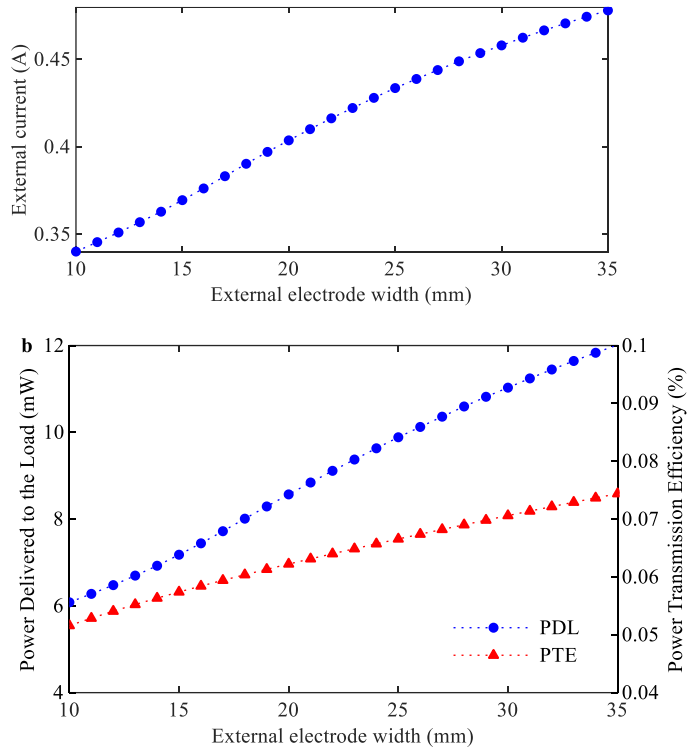 External current (A)
0.45
0.4
0.35
10 15 20 25 30 35
External electrode width (mm)
b
Power Delivered to the Load (mW)
12
10
8
6
4
Power Transmission Efficiency (%)
0.1
0.09
0.08
0.07
0.06
0.05
0.04
PDL
PTE
10 15 20 25 30 35
External electrode width (mm)